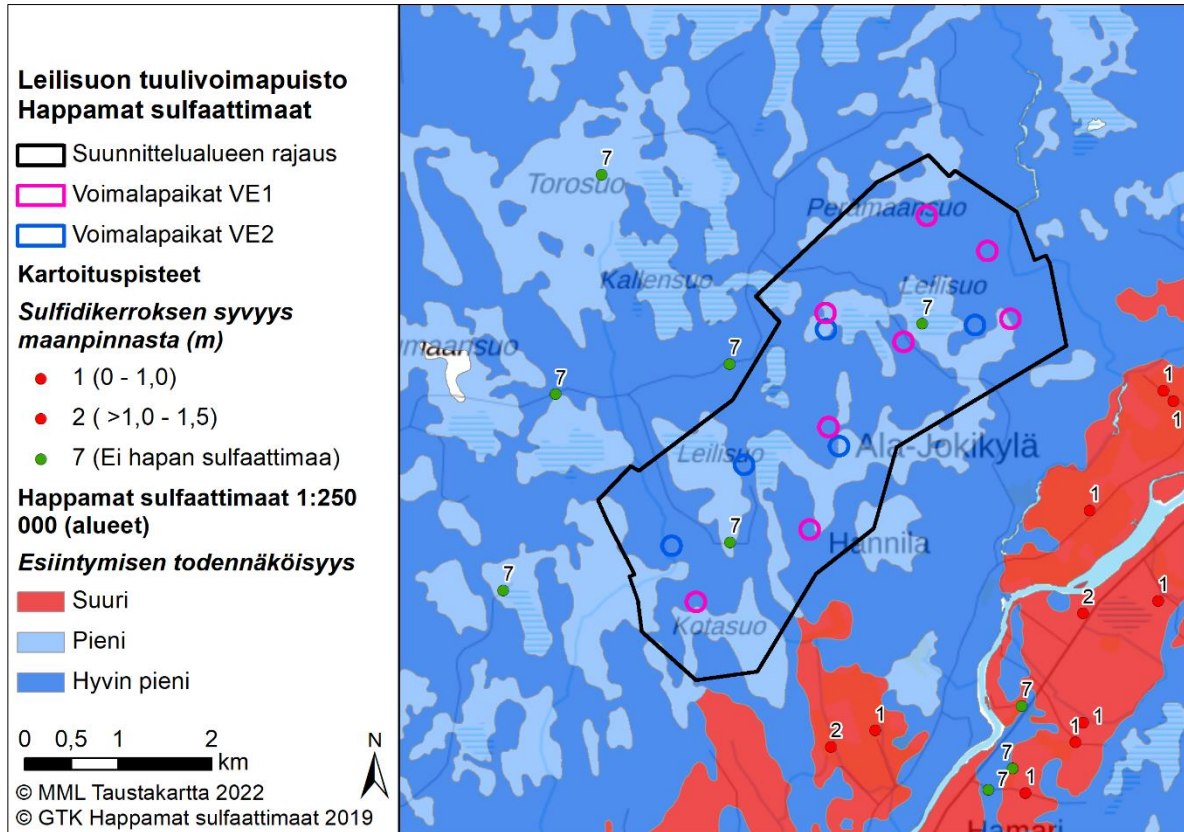 Leilisuon tuulivoimapuisto
Happamat sulfaattimaat
Suunnittelualueen rajaus
Voimalapaikat VE1
Voimalapaikat VE2
Kartoituspisteet
Sulfidikerroksen syvyys
maanpinnasta (m)
1 (0 - 1,0)
2 ( >1,0 - 1,5)
7 (Ei hapan sulfaattimaa)
Happamat sulfaattimaat 1:250
000 (alueet)
Esiintymisen todennäköisyys
Suuri
Pieni
Hyvin pieni
0 0,5 1 2
km
N
© MML Taustakartta 2022
© GTK Happamat sulfaattimaat 2019
7
Torosuo
Perämaansuo
Kallensuo
Leilisuo
7
7
7
1
1
Leilisuo
Ala-Jokikylä
1
7
Hannila
7
1
2
Kotasuo
7
1
2
1
1
7
7
1
Hamari